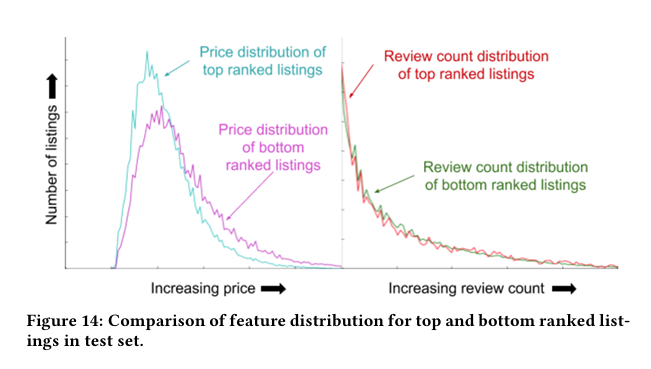 Price distribution of
top ranked listings
Review count distribution
of top ranked listings
Number of listings
Price distribution
of bottom
ranked listings
Review count distribution
of bottom ranked listings
Increasing price
Increasing review count
Figure 14: Comparison of feature distribution for top and bottom ranked list-
ings in test set.